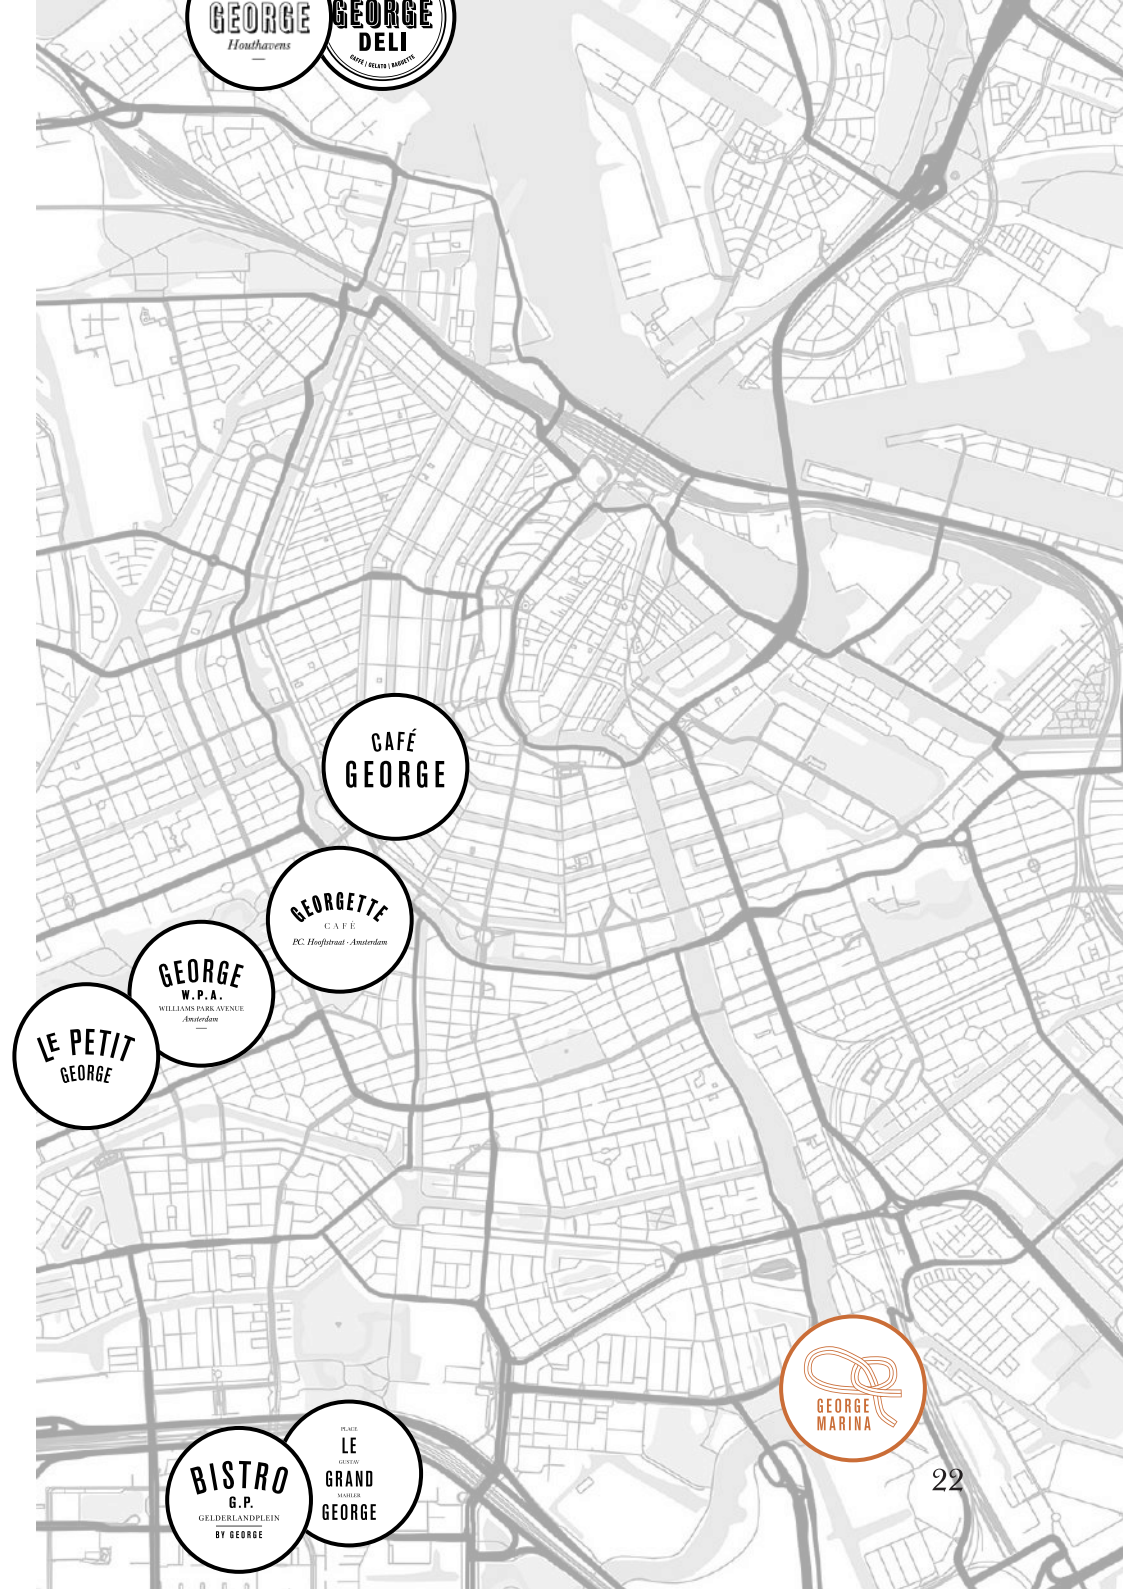 GEORGE
Houthavens
GEORGE
DELI
CAFFÈ | GELATO | BAGUETTE
CAFÉ
GEORGE
GEORGETTE
CAFÉ
P.C. Hooftstraat · Amsterdam
GEORGE
W.P.A.
WILLIAMS PARK AVENUE
Amsterdam
LE PETIT
GEORGE
GEORGE
MARINA
PLACE
LE
GUSTAV
GRAND
MAHLER
GEORGE
BISTRO
G.P.
GELDERLANDPLEIN
BY GEORGE
22